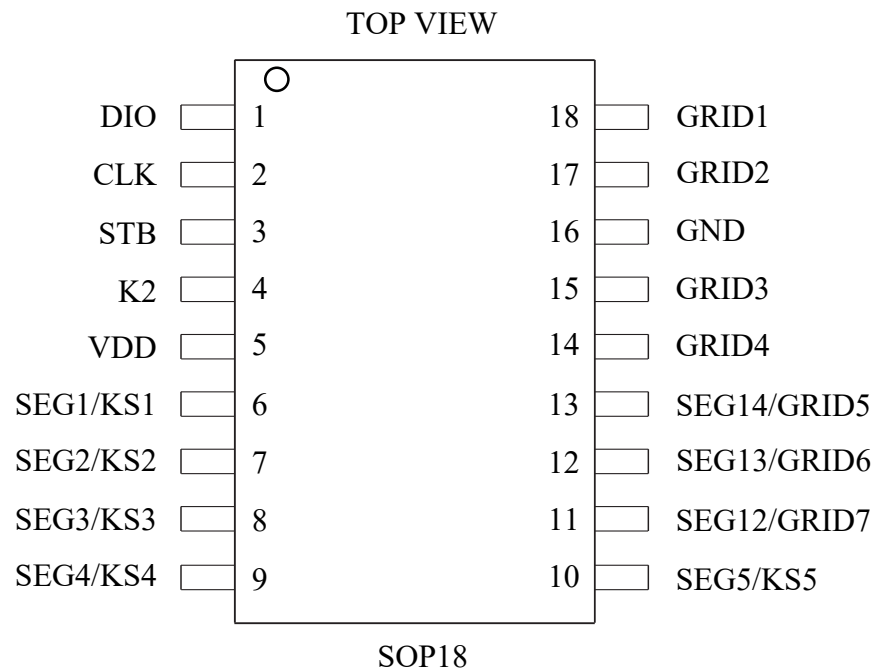 TOP VIEW
DIO 1 18 GRID1
CLK 2 17 GRID2
STB 3 16 GND
K2 4 15 GRID3
VDD 5 14 GRID4
SEG1/KS1 6 13 SEG14/GRID5
SEG2/KS2 7 12 SEG13/GRID6
SEG3/KS3 8 11 SEG12/GRID7
SEG4/KS4 9 10 SEG5/KS5
SOP18